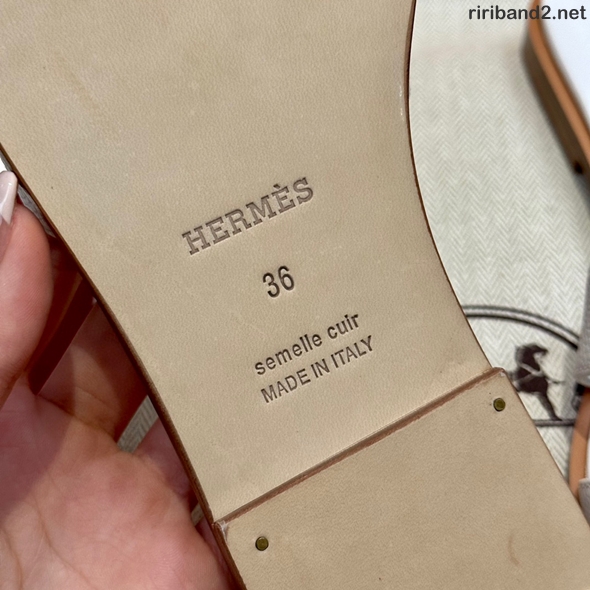 ririband2.net
HERMÈS
36
semelle cuir
MADE IN ITALY